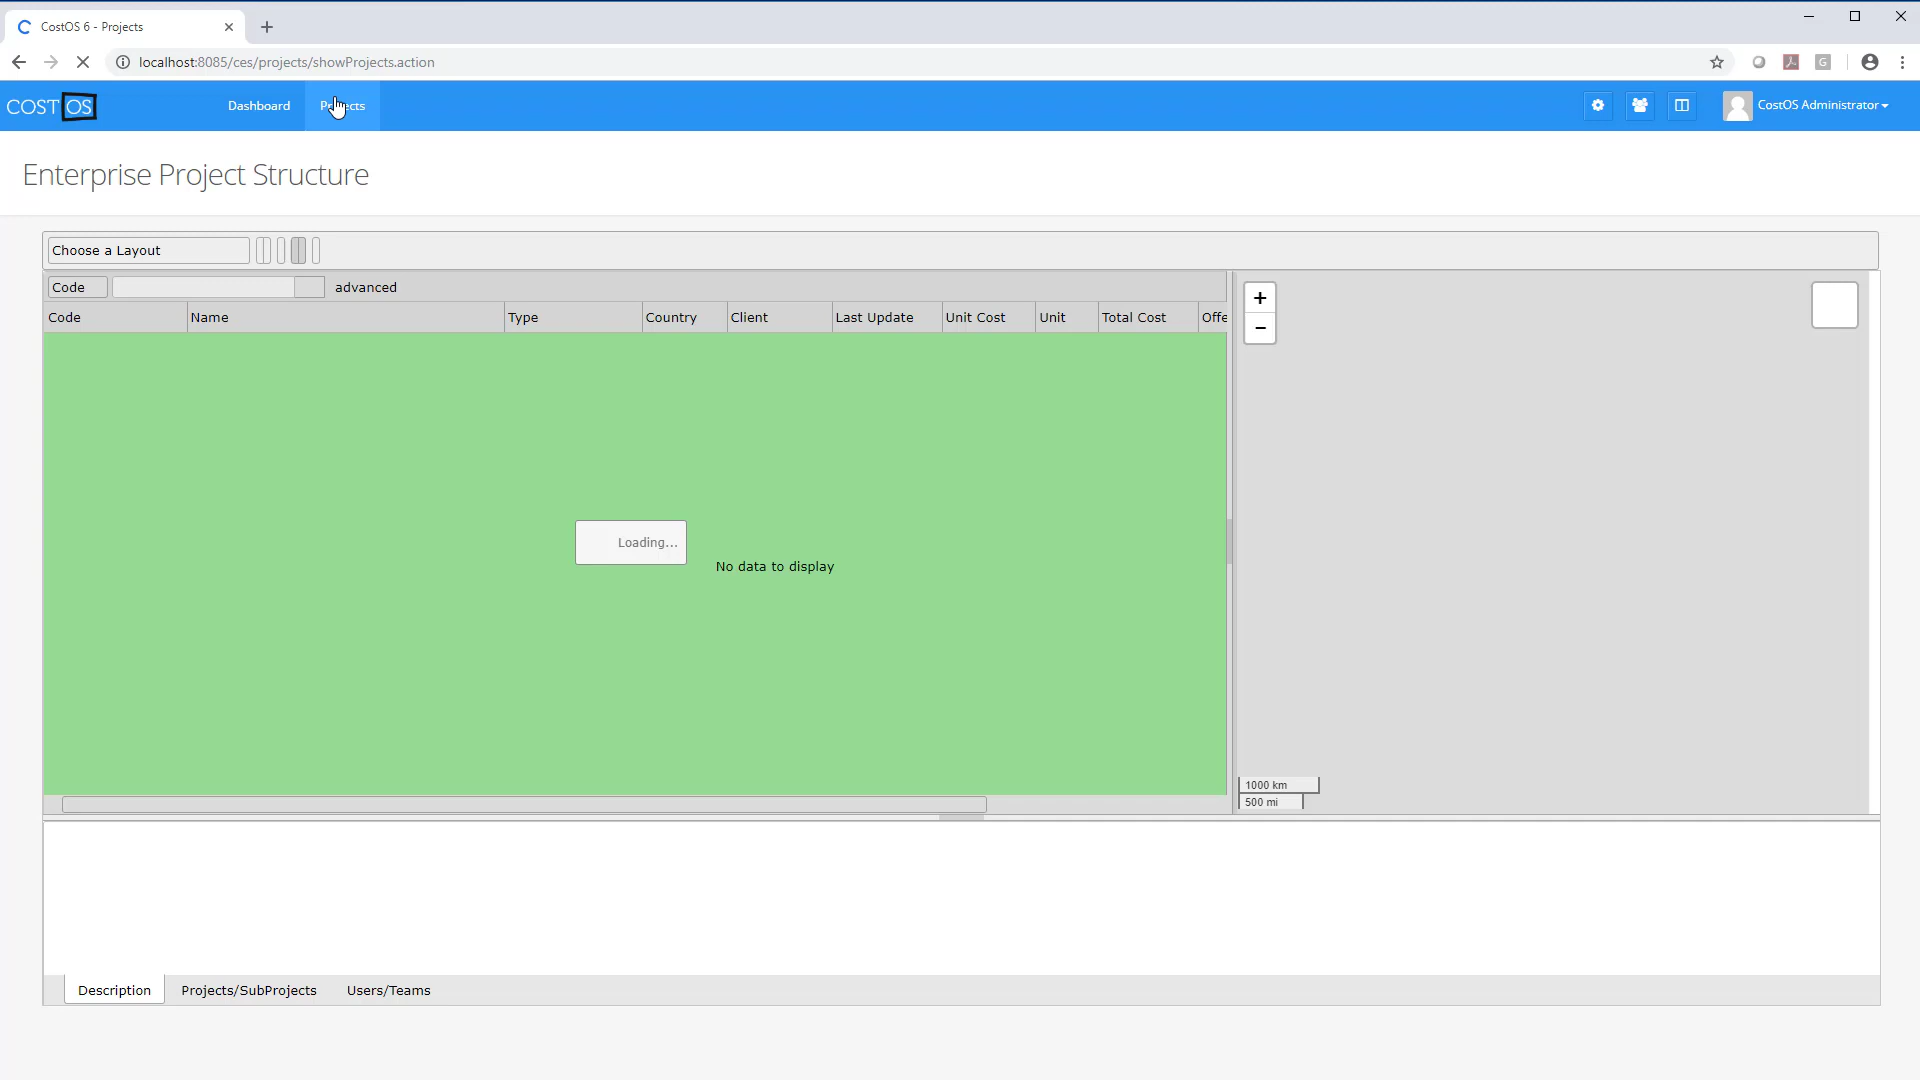 CostOS 6 - Projects
localhost:8085/ces/projects/showProjects.action
COST OS
Dashboard
CostOS Administrator
Enterprise Project Structure
Choose a Layout
Code
advanced
Code
Name
Type
Country
Client
Last Update
Unit Cost
Unit
Total Cost
Offe
+
−
Loading...
No data to display
1000 km
500 mi
Description
Projects/SubProjects
Users/Teams